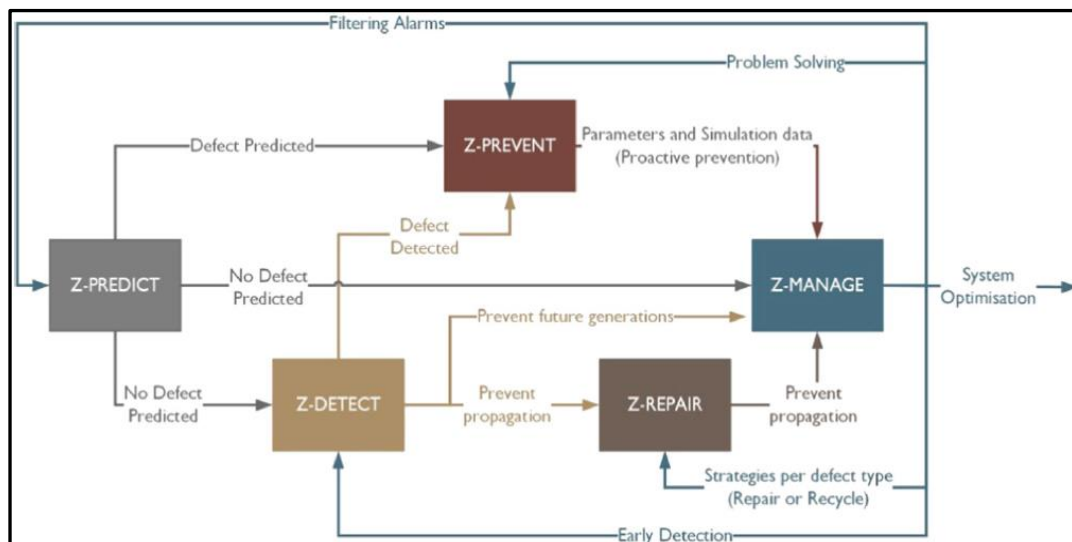 Filtering Alarms
Problem Solving
Z-PREVENT
Parameters and Simulation data
(Proactive prevention)
Defect Predicted
Defect
Detected
Z-PREDICT
No Defect
Predicted
Z-MANAGE
System
Optimisation
Prevent future generations
No Defect
Predicted
Z-DETECT
Prevent
propagation
Z-REPAIR
Prevent
propagation
Strategies per defect type
(Repair or Recycle)
Early Detection